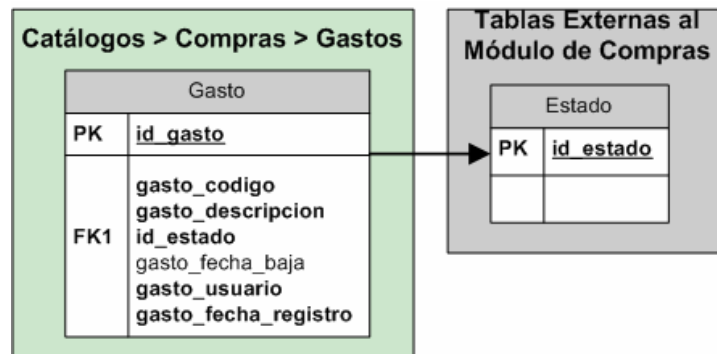 Catálogos > Compras > Gastos
Gasto
PK id_gasto
gasto_codigo
gasto_descripcion
FK1 id_estado
gasto_fecha_baja
gasto_usuario
gasto_fecha_registro
Tablas Externas al
Módulo de Compras
Estado
PK id_estado